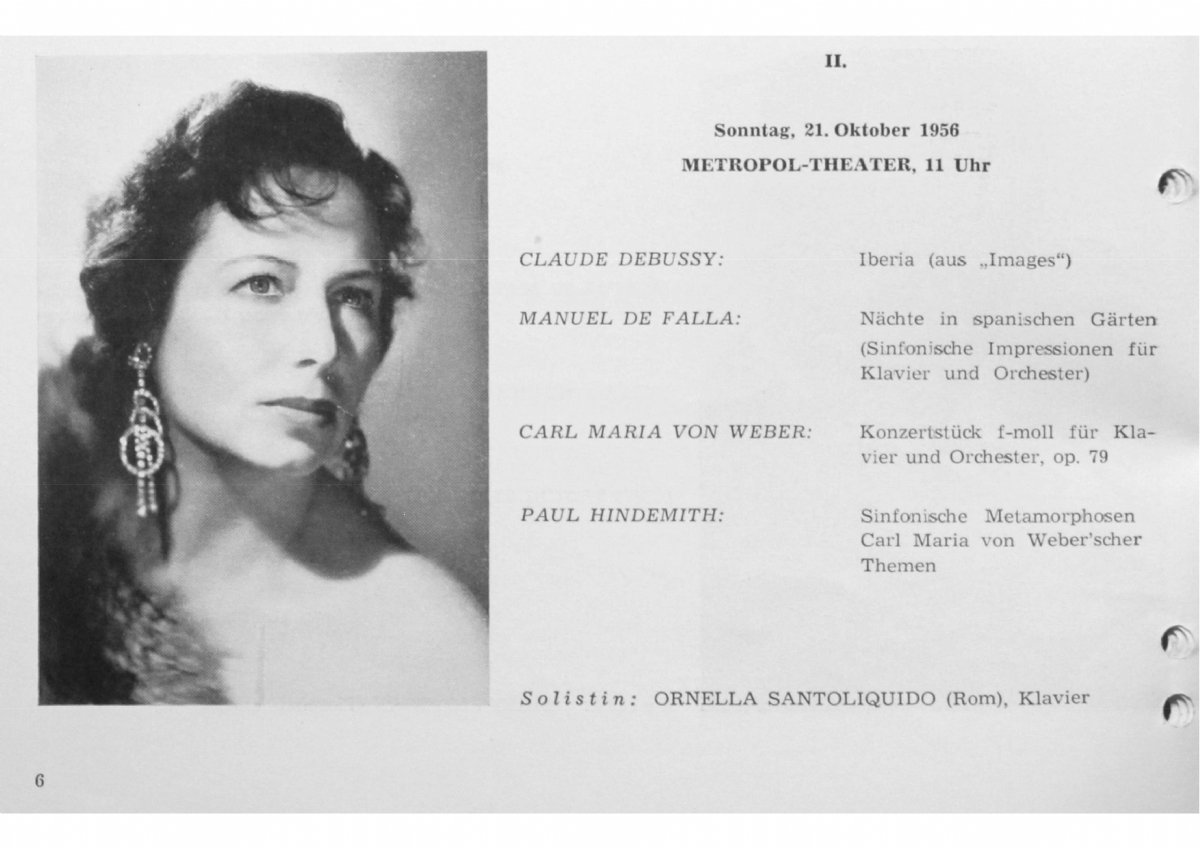 II.
Sonntag, 21. Oktober 1956
METROPOL-THEATER, 11 Uhr
CLAUDE DEBUSSY: Iberia (aus „Images“)
MANUEL DE FALLA: Nächte in spanischen Gärten
(Sinfonische Impressionen für
Klavier und Orchester)
CARL MARIA VON WEBER: Konzertstück f-moll für Kla-
vier und Orchester, op. 79
PAUL HINDEMITH: Sinfonische Metamorphosen
Carl Maria von Weber'scher
Themen
Solistin: ORNELLA SANTOLIQUIDO (Rom), Klavier
6